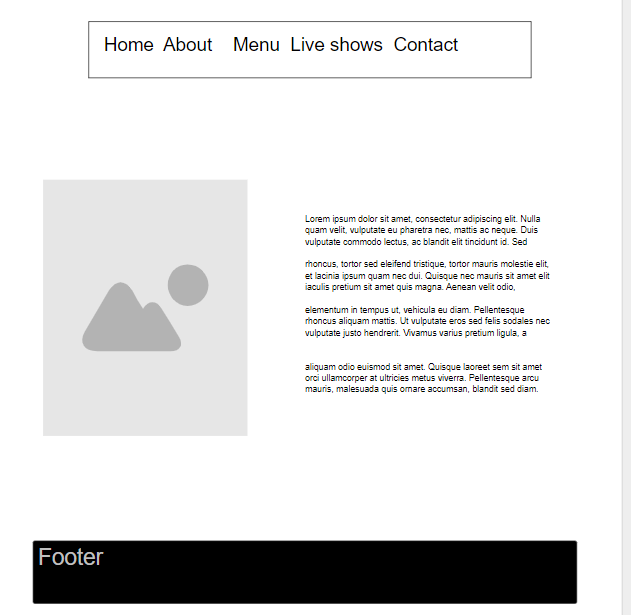 Home About Menu Live shows Contact
Lorem ipsum dolor sit amet, consectetur adipiscing elit. Nulla
quam velit, vulputate eu pharetra nec, mattis ac neque. Duis
vulputate commodo lectus, ac blandit elit tincidunt id. Sed
rhoncus, tortor sed eleifend tristique, tortor mauris molestie elit,
et lacinia ipsum quam nec dui. Quisque nec mauris sit amet elit
iaculis pretium sit amet quis magna. Aenean velit odio,
elementum in tempus ut, vehicula eu diam. Pellentesque
rhoncus aliquam mattis. Ut vulputate eros sed felis sodales nec
vulputate justo hendrerit. Vivamus varius pretium ligula, a
aliquam odio euismod sit amet. Quisque laoreet sem sit amet
orci ullamcorper at ultricies metus viverra. Pellentesque arcu
mauris, malesuada quis ornare accumsan, blandit sed diam.
Footer